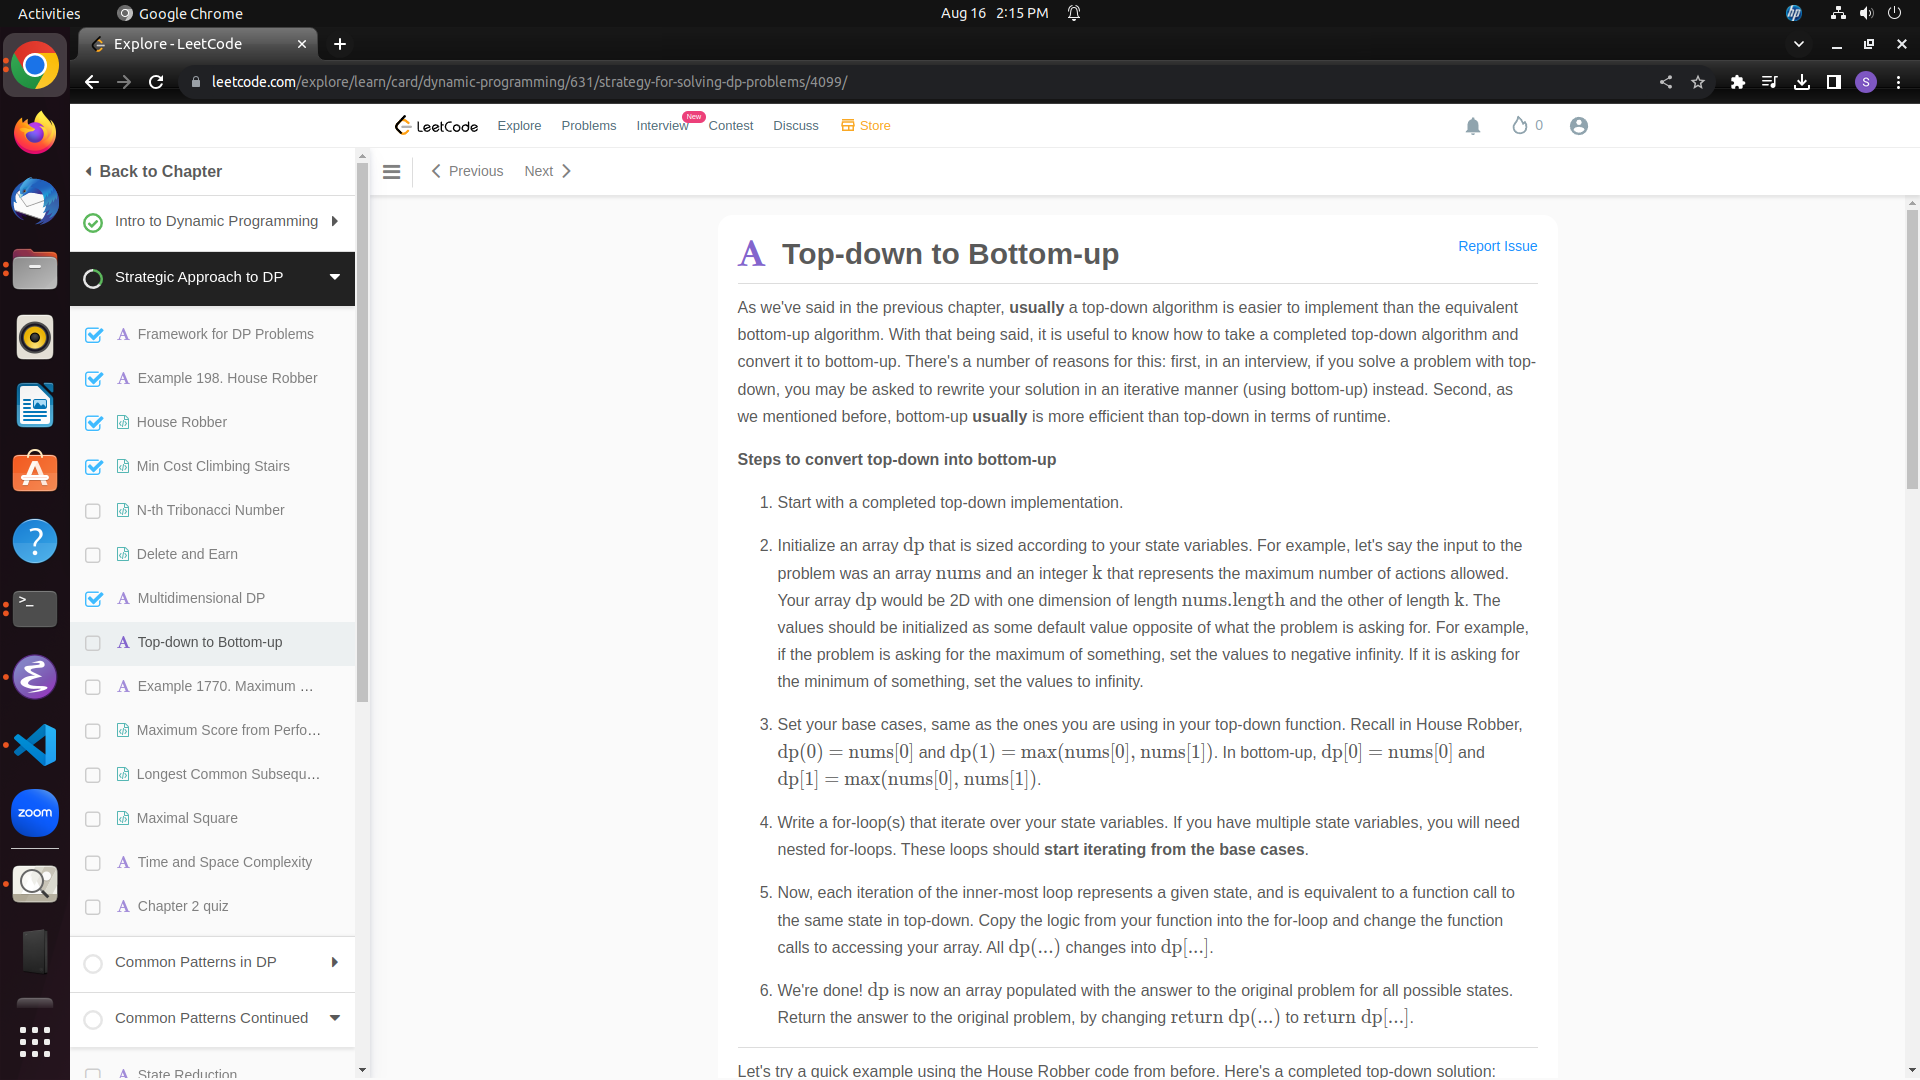 Activities
Google Chrome
Aug 16 2:15 PM
Explore - LeetCode
leetcode.com/explore/learn/card/dynamic-programming/631/strategy-for-solving-dp-problems/4099/
S
LeetCode
Explore
Problems
Interview
New
Contest
Discuss
Store
0
Back to Chapter
Previous
Next
Intro to Dynamic Programming
Strategic Approach to DP
A Framework for DP Problems
A Example 198. House Robber
House Robber
Min Cost Climbing Stairs
N-th Tribonacci Number
Delete and Earn
A Multidimensional DP
A Top-down to Bottom-up
A Example 1770. Maximum ...
Maximum Score from Perfo...
Longest Common Subsequ...
Maximal Square
A Time and Space Complexity
A Chapter 2 quiz
Common Patterns in DP
Common Patterns Continued
A State Reduction
A Top-down to Bottom-up
Report Issue
As we've said in the previous chapter, usually a top-down algorithm is easier to implement than the equivalent
bottom-up algorithm. With that being said, it is useful to know how to take a completed top-down algorithm and
convert it to bottom-up. There's a number of reasons for this: first, in an interview, if you solve a problem with top-
down, you may be asked to rewrite your solution in an iterative manner (using bottom-up) instead. Second, as
we mentioned before, bottom-up usually is more efficient than top-down in terms of runtime.
Steps to convert top-down into bottom-up
1. Start with a completed top-down implementation.
2. Initialize an array dp that is sized according to your state variables. For example, let's say the input to the
problem was an array nums and an integer k that represents the maximum number of actions allowed.
Your array dp would be 2D with one dimension of length nums.length and the other of length k. The
values should be initialized as some default value opposite of what the problem is asking for. For example,
if the problem is asking for the maximum of something, set the values to negative infinity. If it is asking for
the minimum of something, set the values to infinity.
3. Set your base cases, same as the ones you are using in your top-down function. Recall in House Robber,
dp(0) = nums[0] and dp(1) = max(nums[0], nums[1]). In bottom-up, dp[0] = nums[0] and
dp[1] = max(nums[0], nums[1]).
4. Write a for-loop(s) that iterate over your state variables. If you have multiple state variables, you will need
nested for-loops. These loops should start iterating from the base cases.
5. Now, each iteration of the inner-most loop represents a given state, and is equivalent to a function call to
the same state in top-down. Copy the logic from your function into the for-loop and change the function
calls to accessing your array. All dp(...) changes into dp[...].
6. We're done! dp is now an array populated with the answer to the original problem for all possible states.
Return the answer to the original problem, by changing return dp(...) to return dp[...].
Let's try a quick example using the House Robber code from before. Here's a completed top-down solution:
hp
zoom